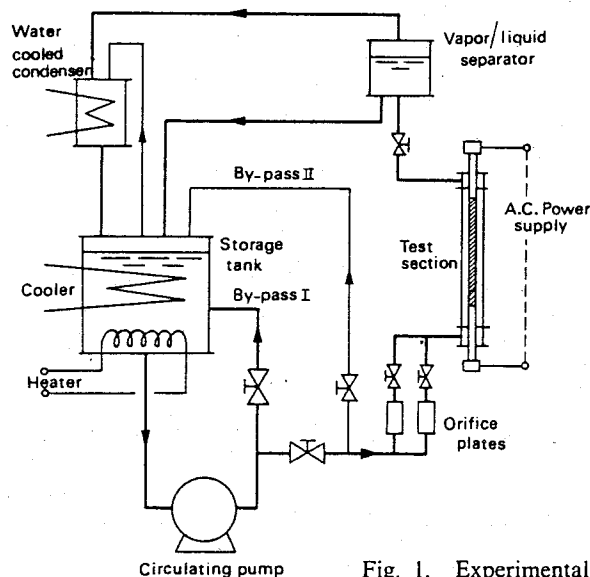 Water
cooled
condenser
Vapor/liquid
separator
By-pass II
A.C. Power
supply
Test
section
Storage
tank
Cooler
By-pass I
Heater
Orifice
plates
Circulating pump
Fig. 1. Experimental